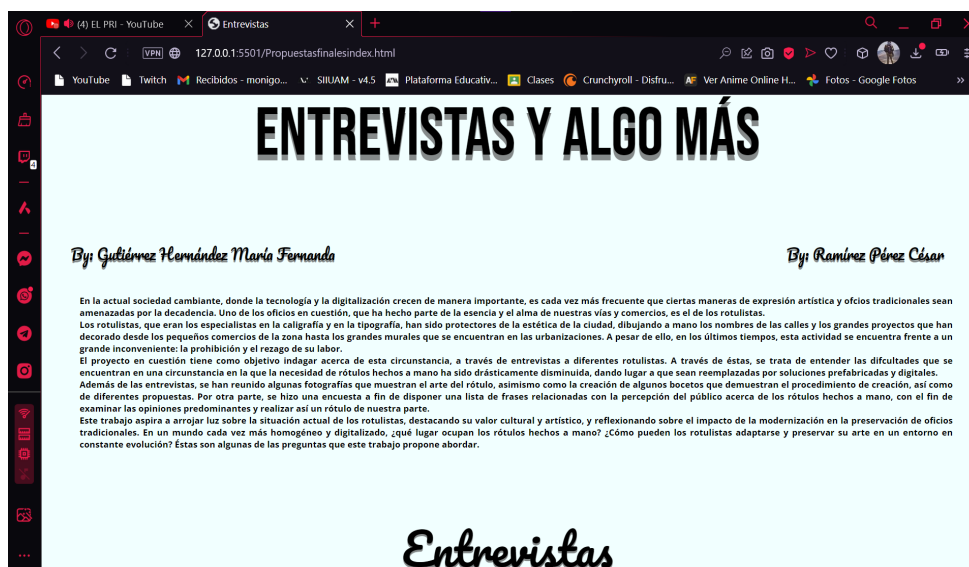 (4) EL PRI - YouTube
Entrevistas
VPN
127.0.0.1:5501/Propuestasfinalesindex.html
YouTube
Twitch
Recibidos - monigo...
SIIUAM - v4.5
Plataforma Educativ...
Clases
Crunchyroll - Disfru...
Ver Anime Online H...
Fotos - Google Fotos
ENTREVISTAS Y ALGO MÁS
By: Gutiérrez Hernández María Fernanda
By: Ramírez Pérez César
En la actual sociedad cambiante, donde la tecnología y la digitalización crecen de manera importante, es cada vez más frecuente que ciertas maneras de expresión artística y ofcios tradicionales sean
amenazadas por la decadencia. Uno de los oficios en cuestión, que ha hecho parte de la esencia y el alma de nuestras vías y comercios, es el de los rotulistas.
Los rotulistas, que eran los especialistas en la caligrafía y en la tipografía, han sido protectores de la estética de la ciudad, dibujando a mano los nombres de las calles y los grandes proyectos que han
decorado desde los pequeños comercios de la zona hasta los grandes murales que se encuentran en las urbanizaciones. A pesar de ello, en los últimos tiempos, esta actividad se encuentra frente a un
grande inconveniente: la prohibición y el rezago de su labor.
El proyecto en cuestión tiene como objetivo indagar acerca de esta circunstancia, a través de entrevistas a diferentes rotulistas. A través de éstas, se trata de entender las difcultades que se
encuentran en una circunstancia en la que la necesidad de rótulos hechos a mano ha sido drásticamente disminuida, dando lugar a que sean reemplazadas por soluciones prefabricadas y digitales.
Además de las entrevistas, se han reunido algunas fotografías que muestran el arte del rótulo, asimismo como la creación de algunos bocetos que demuestran el procedimiento de creación, así como
de diferentes propuestas. Por otra parte, se hizo una encuesta a fin de disponer una lista de frases relacionadas con la percepción del público acerca de los rótulos hechos a mano, con el fin de
examinar las opiniones predominantes y realizar así un rótulo de nuestra parte.
Este trabajo aspira a arrojar luz sobre la situación actual de los rotulistas, destacando su valor cultural y artístico, y reflexionando sobre el impacto de la modernización en la preservación de oficios
tradicionales. En un mundo cada vez más homogéneo y digitalizado, ¿qué lugar ocupan los rótulos hechos a mano? ¿Cómo pueden los rotulistas adaptarse y preservar su arte en un entorno en
constante evolución? Éstas son algunas de las preguntas que este trabajo propone abordar.
Entrevistas